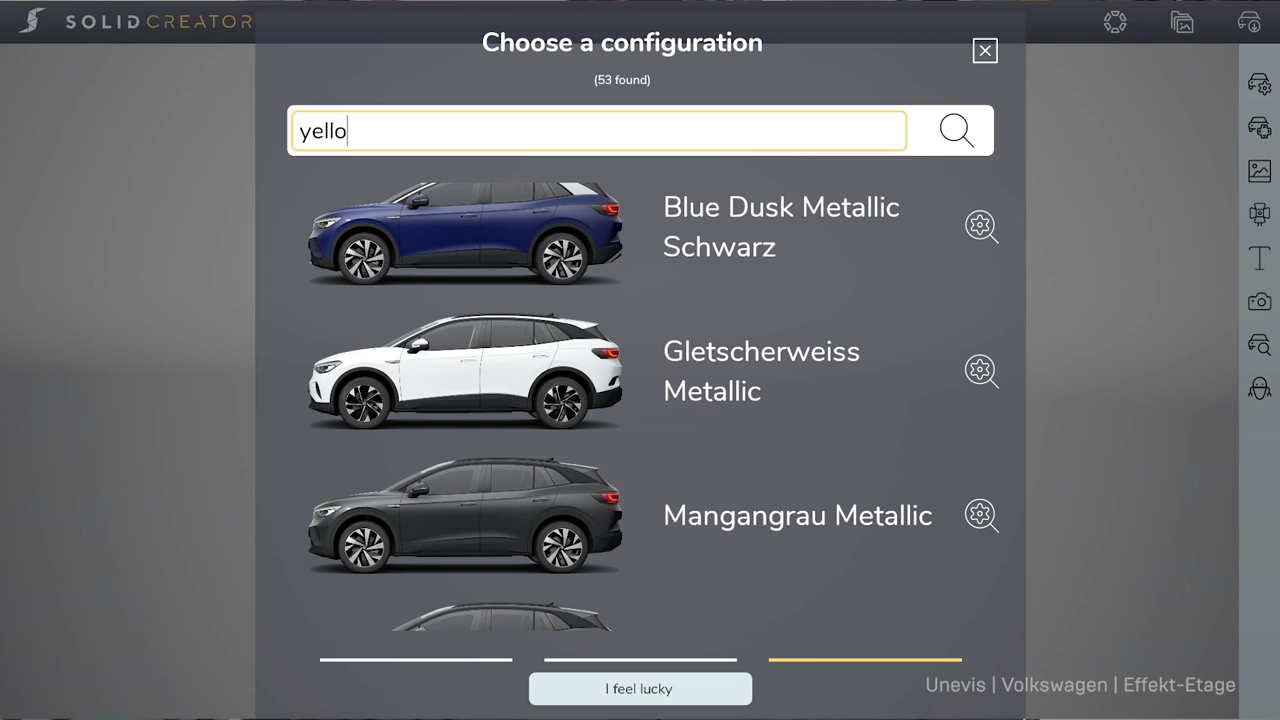 SOLIDCREATOR
Choose a configuration
(53 found)
yello
Blue Dusk Metallic
Schwarz
Gletscherweiss
Metallic
Mangangrau Metallic
I feel lucky
Unevis | Volkswagen | Effekt-Etage